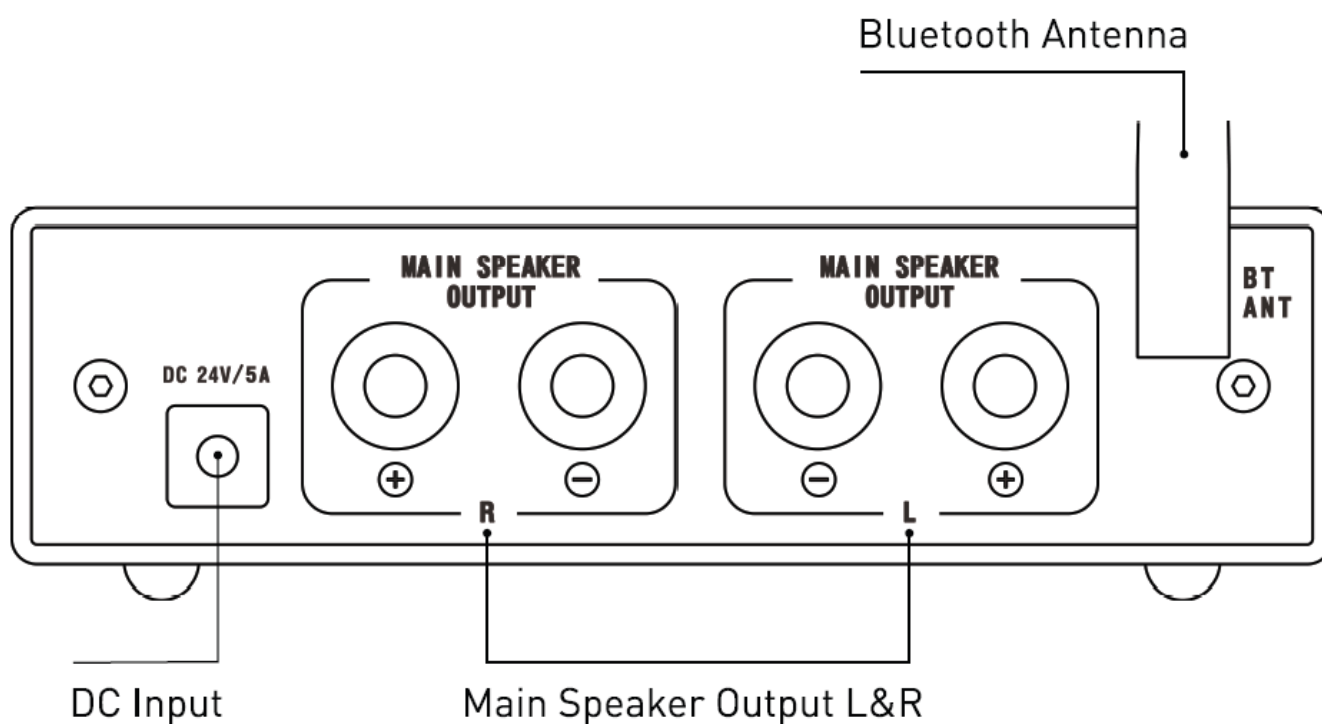 Bluetooth Antenna
MAIN SPEAKER
OUTPUT
MAIN SPEAKER
OUTPUT
BT
ANT
DC 24V/5A
+
−
−
+
R
L
DC Input
Main Speaker Output L&R